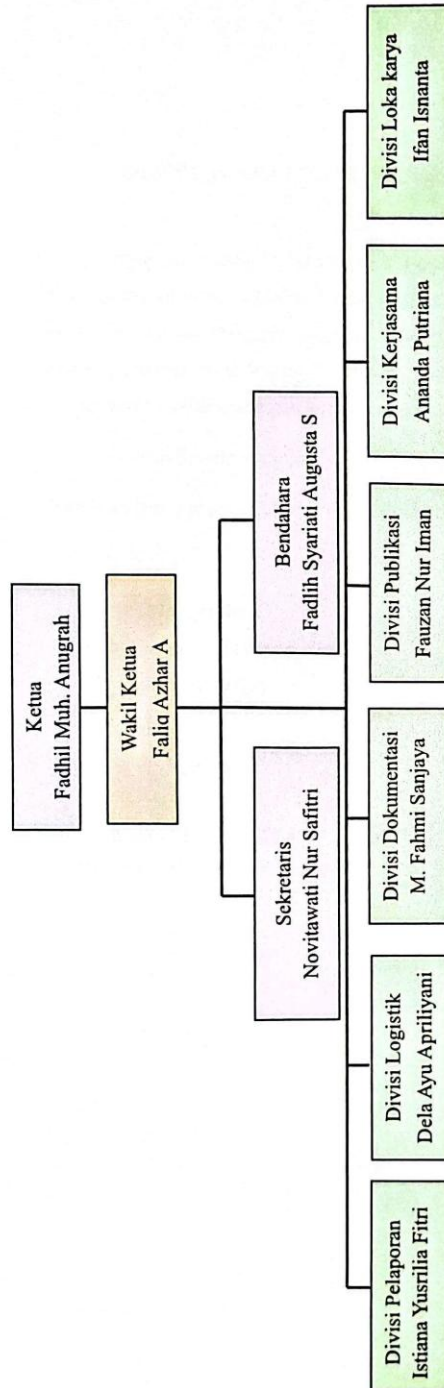 Ketua
Fadhil Muh. Anugrah
Wakil Ketua
Faliq Azhar A
Sekretaris
Novitawati Nur Safitri
Bendahara
Fadlih Syariati Augusta S
Divisi Pelaporan
Istiana Yusrilia Fitri
Divisi Logistik
Dela Ayu Apriliyani
Divisi Dokumentasi
M. Fahmi Sanjaya
Divisi Publikasi
Fauzan Nur Iman
Divisi Kerjasama
Ananda Putriana
Divisi Loka karya
Ifan Isnanta